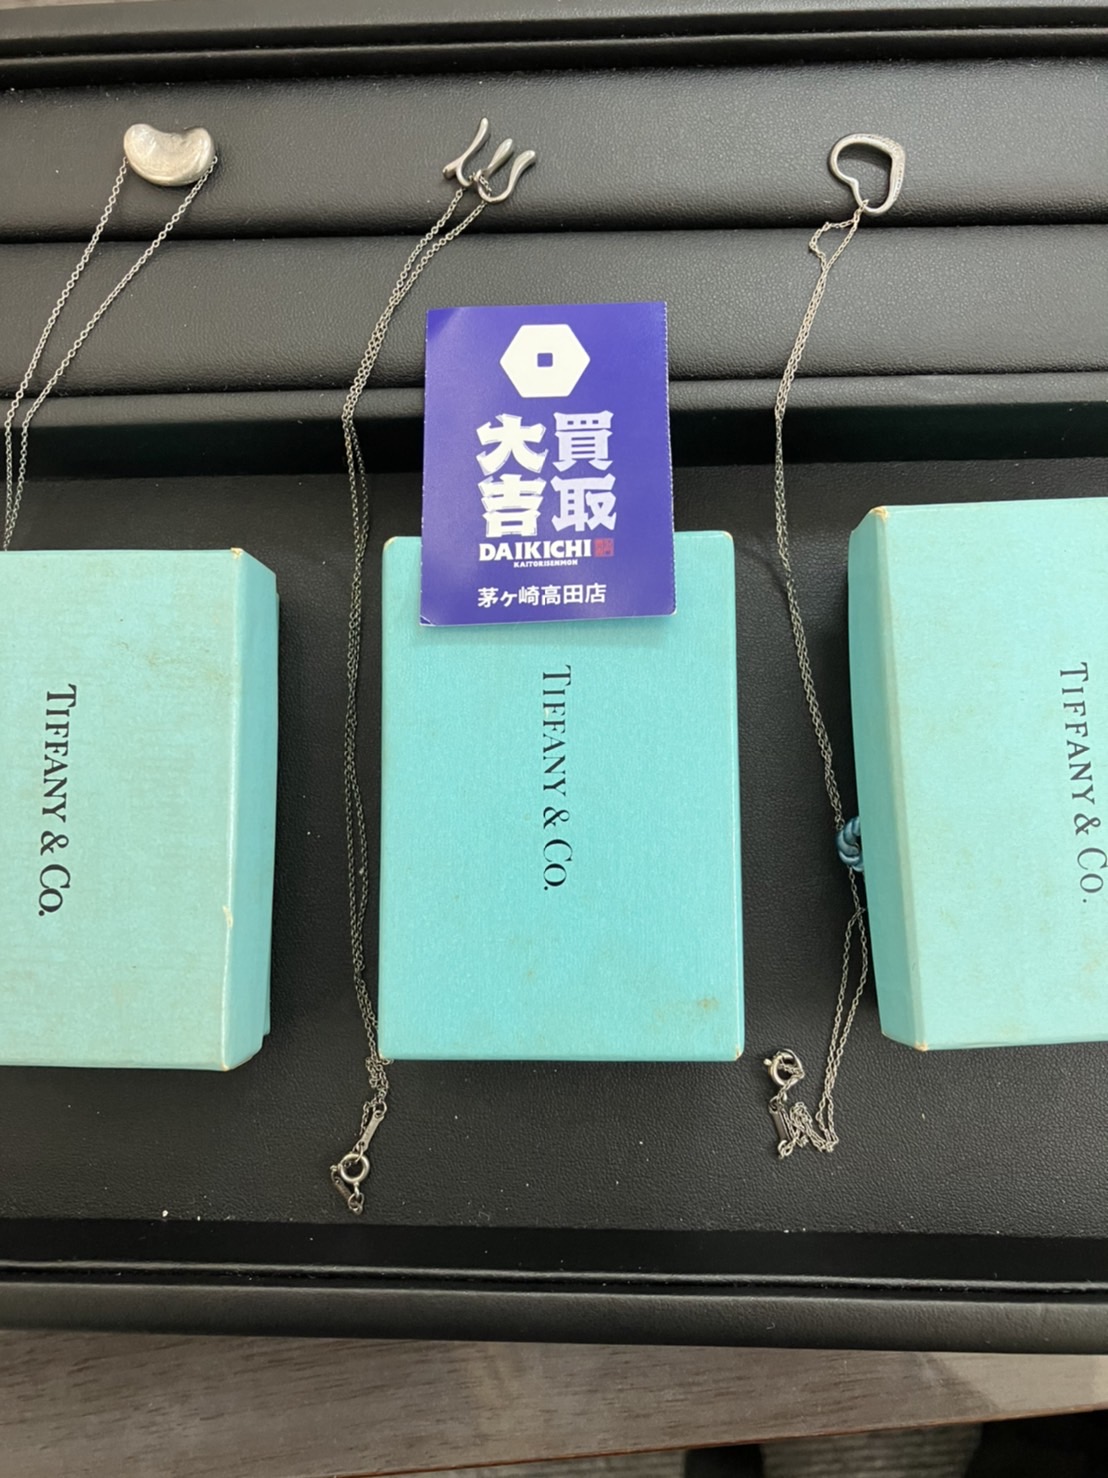 買取
大吉
DAIKICHI
KAITORISENMON
茅ヶ崎高田店
TIFFANY & CO.
TIFFANY & CO.
TIFFANY & CO.